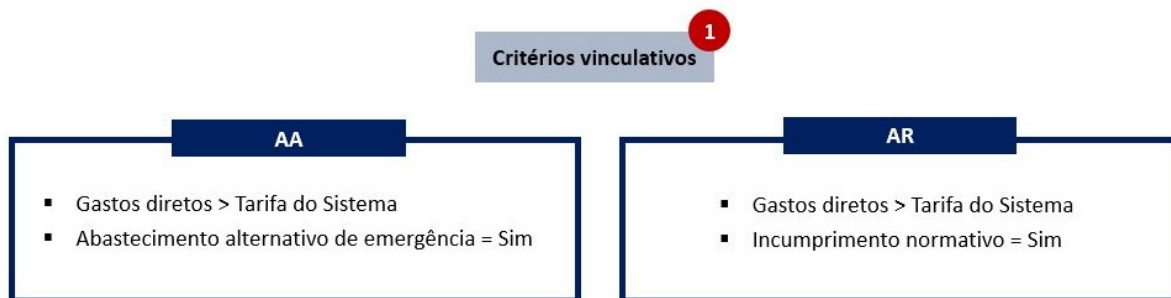 1
Critérios vinculativos
AA
▪ Gastos diretos > Tarifa do Sistema
▪ Abastecimento alternativo de emergência = Sim
AR
▪ Gastos diretos > Tarifa do Sistema
▪ Incumprimento normativo = Sim